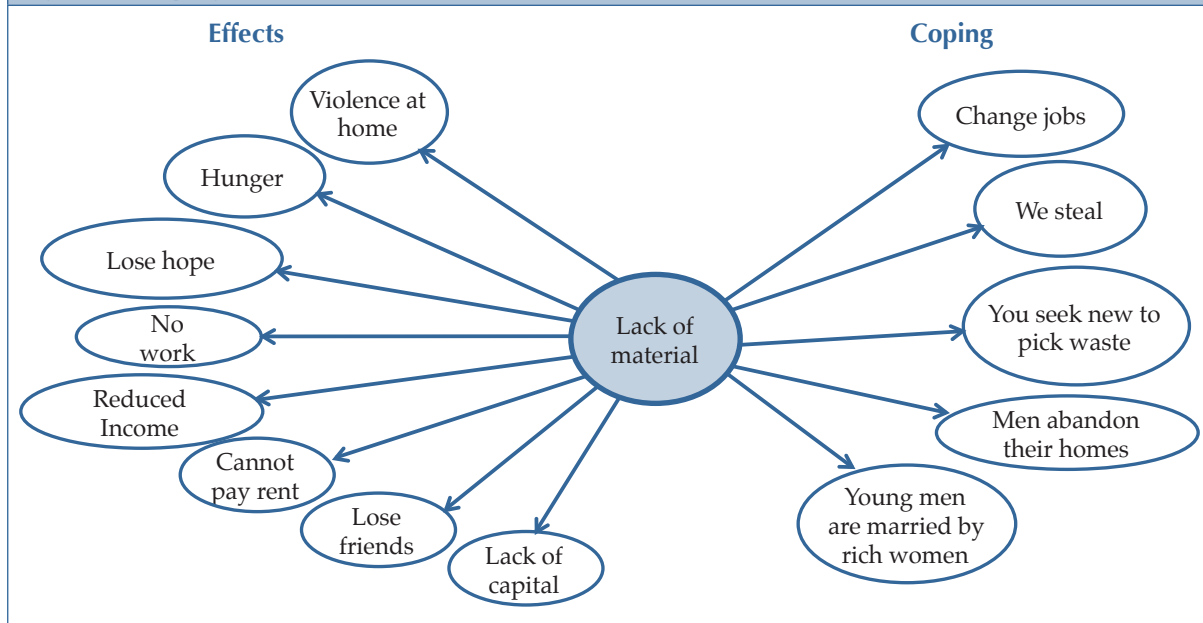 Effects
Violence at
home
Hunger
Lose hope
No
work
Reduced
Income
Cannot
pay rent
Lose
friends
Lack of
capital
Lack of
material
Coping
Change jobs
We steal
You seek new to
pick waste
Men abandon
their homes
Young men
are married by
rich women